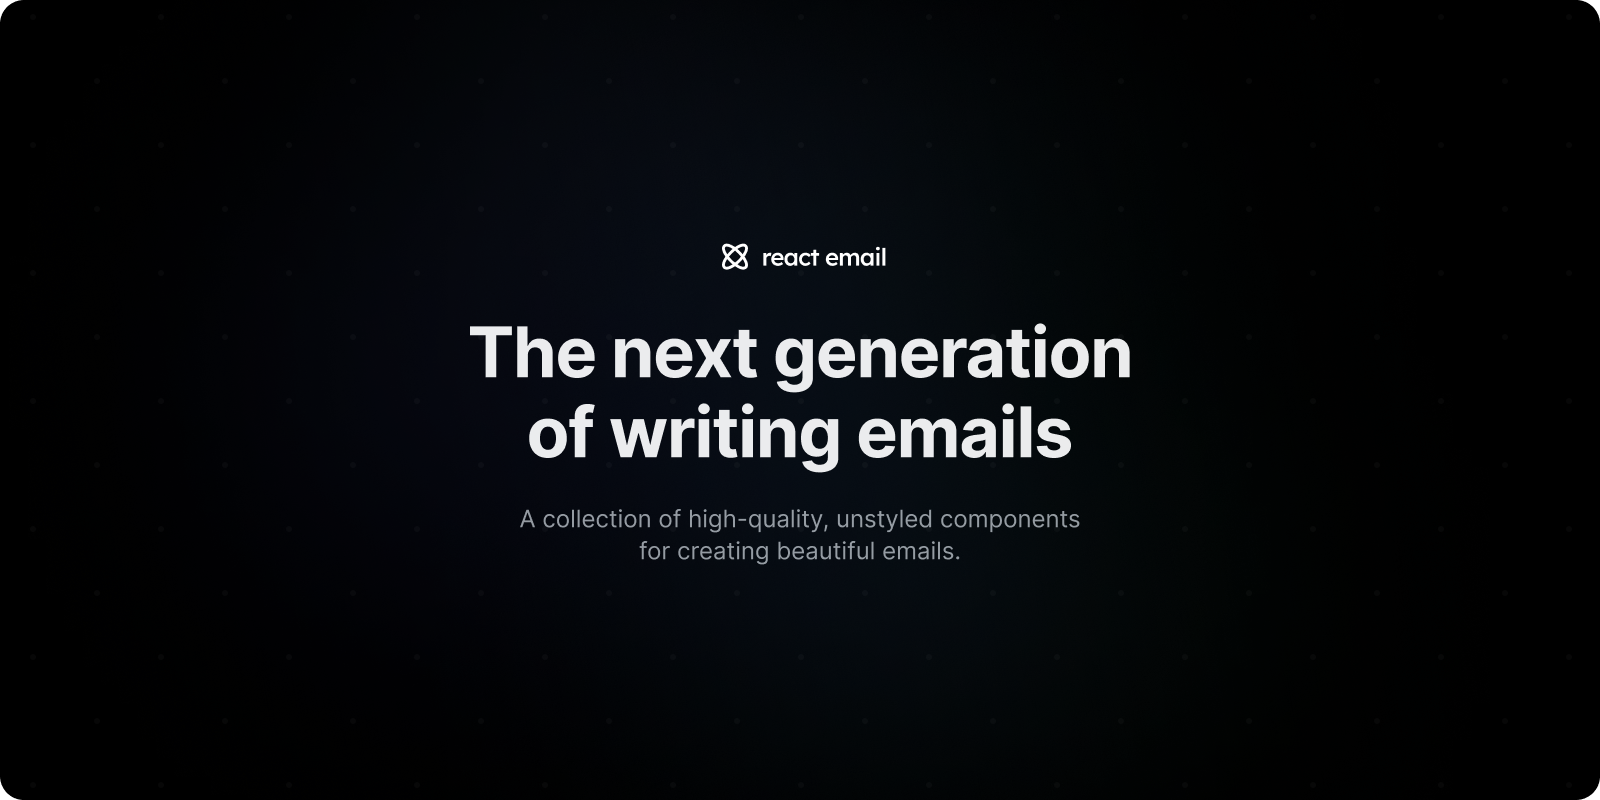 react email
The next generation
of writing emails
A collection of high-quality, unstyled components
for creating beautiful emails.